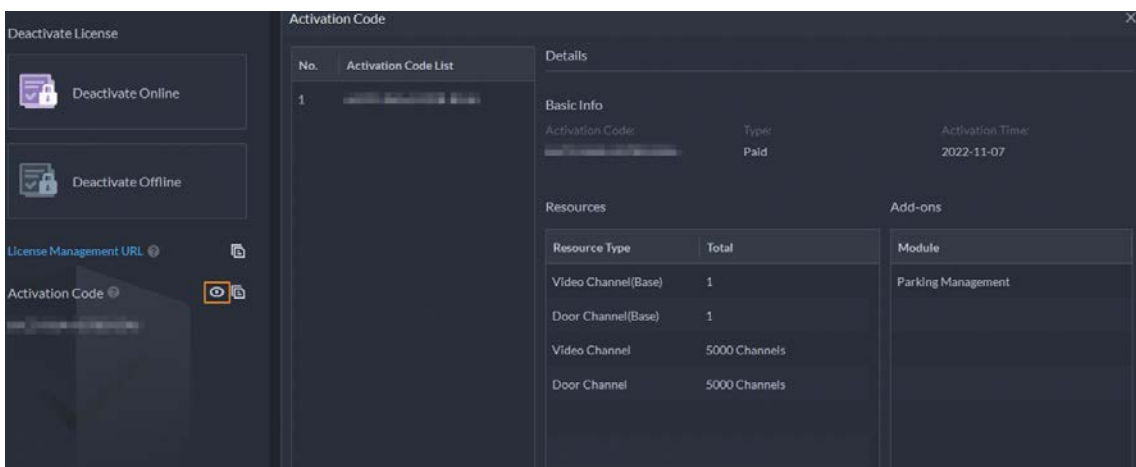 Deactivate License
Deactivate Online
Deactivate Offline
License Management URL
Activation Code
Activation Code
No. Activation Code List
1
Details
Basic Info
Activation Code: Type: Activation Time:
Paid 2022-11-07
Resources Add-ons
Resource Type Total Module
Video Channel(Base) 1 Parking Management
Door Channel(Base) 1
Video Channel 5000 Channels
Door Channel 5000 Channels